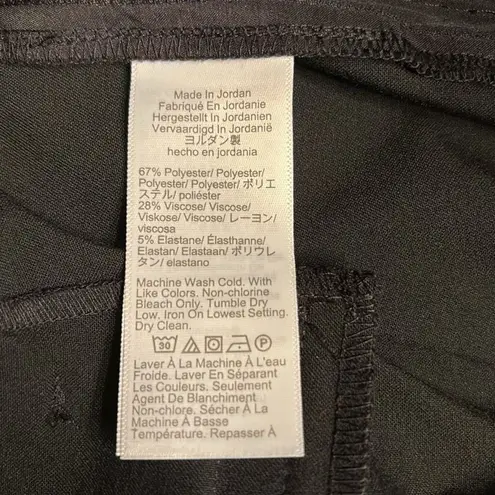 Made In Jordan
Fabriqué En Jordanie
Hergestellt In Jordanien
Vervaardigd In Jordanië
ヨルダン製
hecho en jordania
67% Polyester/ Polyester/
Polyester/ Polyester/ ポリエ
ステル/ poliéster
28% Viscose/ Viscose/
Viskose/ Viscose/ レーヨン/
viscosa
5% Elastane/ Élasthanne/
Elastan/ Elastaan/ ポリウレ
タン/ elastano
Machine Wash Cold. With
Like Colors. Non-chlorine
Bleach Only. Tumble Dry
Low. Iron On Lowest Setting.
Dry Clean.
30 P
Laver À La Machine À L'eau
Froide. Laver En Séparant
Les Couleurs. Seulement
Agent De Blanchiment
Non-chlore. Sécher À La
Machine À Basse
Température. Repasser À